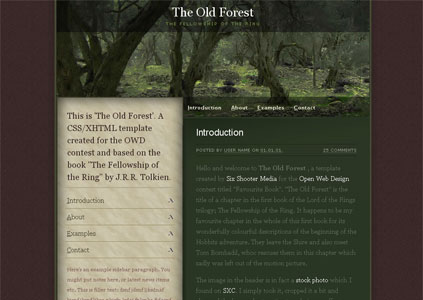 The Old Forest
THE FELLOWSHIP OF THE RING
Introduction About Examples Contact
This is 'The Old Forest'. A
CSS/XHTML template
created for the OWD
contest and based on the
book "The Fellowship of
the Ring" by J.R.R. Tolkien.
Introduction
About
Examples
Contact
Here's an example sidebar paragraph. You
might put notes here, or latest news items
Introduction
POSTED BY USER NAME ON 01.01.01.
25 COMMENTS
Hello and welcome to The Old Forest , a template
created by Six Shooter Media for the Open Web Design
contest titled "Favourite Book". "The Old Forest" is the
title of a chapter in the first book of the Lord of the Rings
trilogy; The Fellowship of the Ring. It happens to be my
favourite chapter in the whole of this first book for its
wonderfully colourful descriptions of the beginning of the
Hobbits adventure. They leave the Shire and also meet
Tom Bombadil, who rescues them in this chapter which
sadly was left out of the motion picture.
The image in the header is in fact a stock photo which I
found on SXC. I simply took it, cropped it a bit and